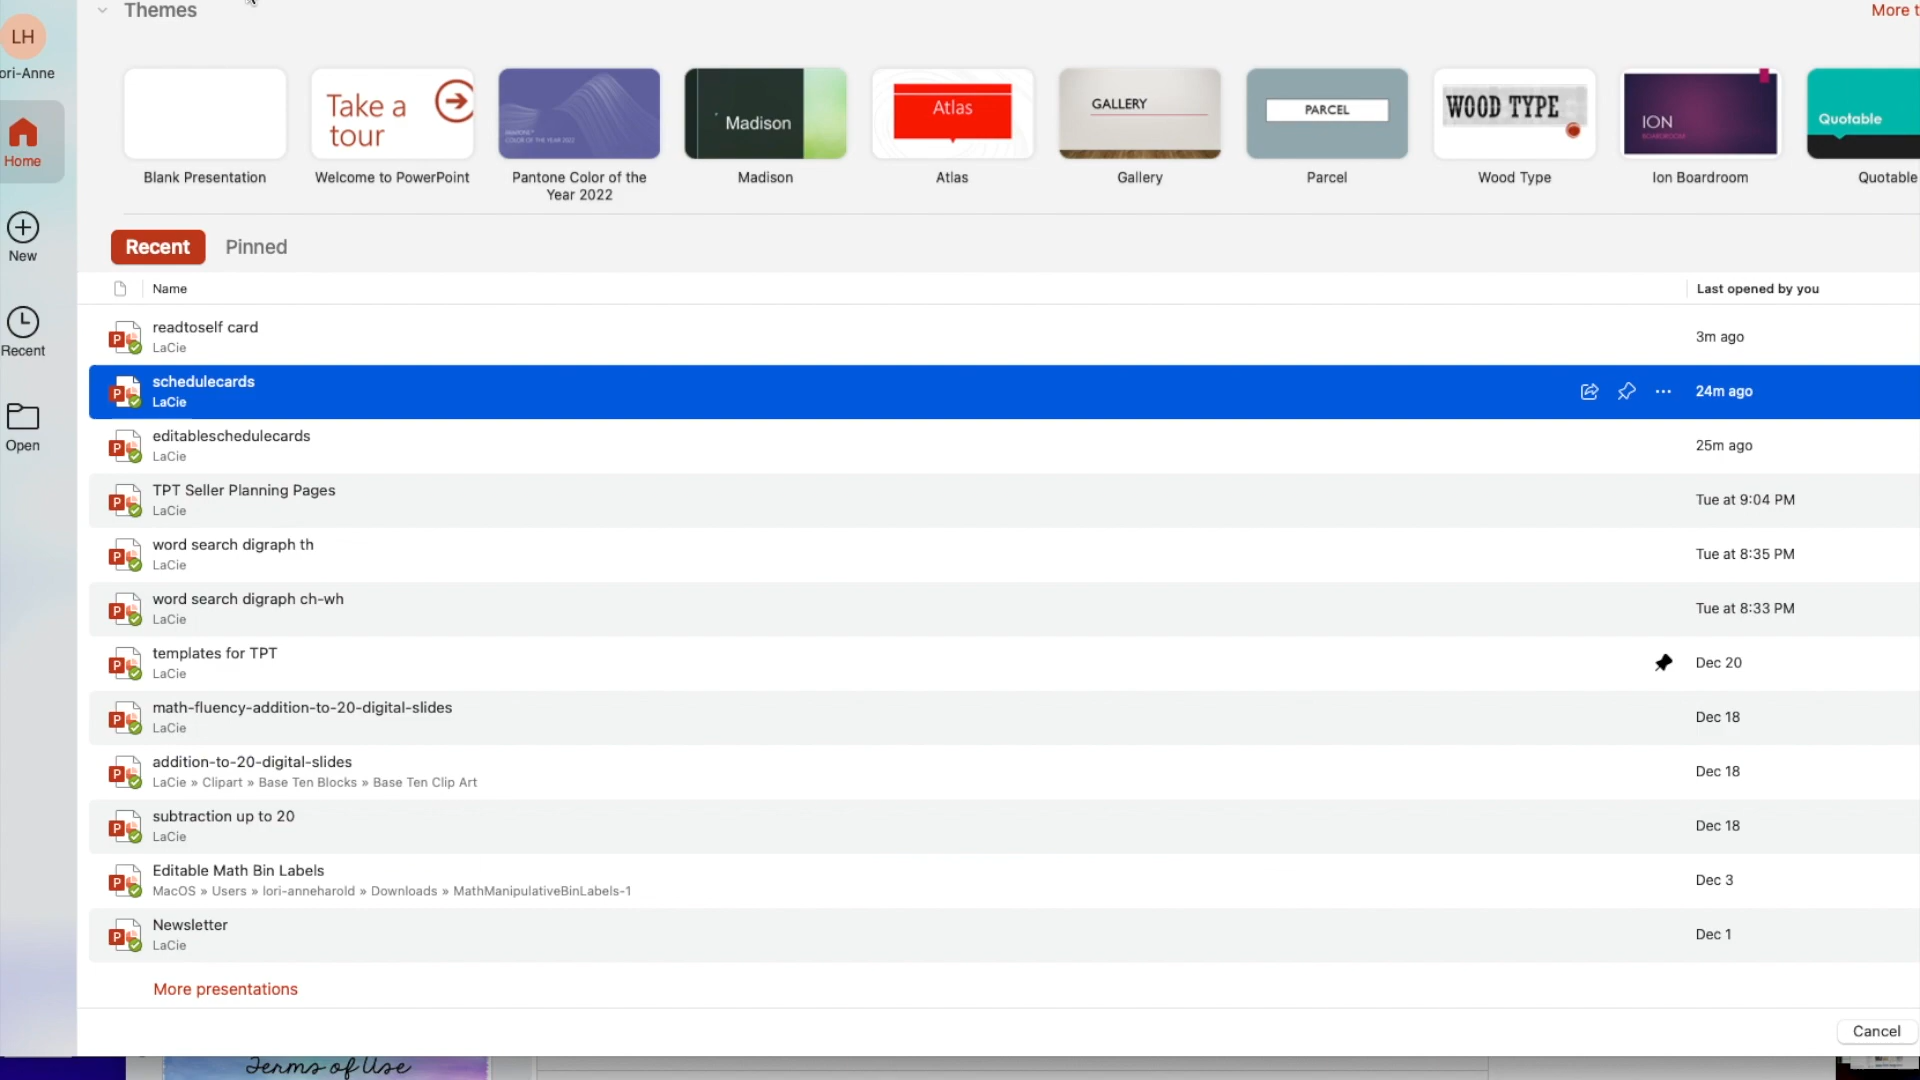 Themes
More t
LH
ori-Anne
Home
New
Recent
Open
Take a
tour
PANTONE
COLOR OF THE YEAR 2022
Madison
Atlas
GALLERY
PARCEL
WOOD TYPE
ION
BOARDROOM
Quotable
Blank Presentation
Welcome to PowerPoint
Pantone Color of the
Year 2022
Madison
Atlas
Gallery
Parcel
Wood Type
Ion Boardroom
Quotable
Recent
Pinned
Name
Last opened by you
readtoself card
LaCie
3m ago
schedulecards
LaCie
24m ago
editableschedulecards
LaCie
25m ago
TPT Seller Planning Pages
LaCie
Tue at 9:04 PM
word search digraph th
LaCie
Tue at 8:35 PM
word search digraph ch-wh
LaCie
Tue at 8:33 PM
templates for TPT
LaCie
Dec 20
math-fluency-addition-to-20-digital-slides
LaCie
Dec 18
addition-to-20-digital-slides
LaCie » Clipart » Base Ten Blocks » Base Ten Clip Art
Dec 18
subtraction up to 20
LaCie
Dec 18
Editable Math Bin Labels
MacOS » Users » lori-anneharold » Downloads » MathManipulativeBinLabels-1
Dec 3
Newsletter
LaCie
Dec 1
More presentations
Cancel
Terms of Use